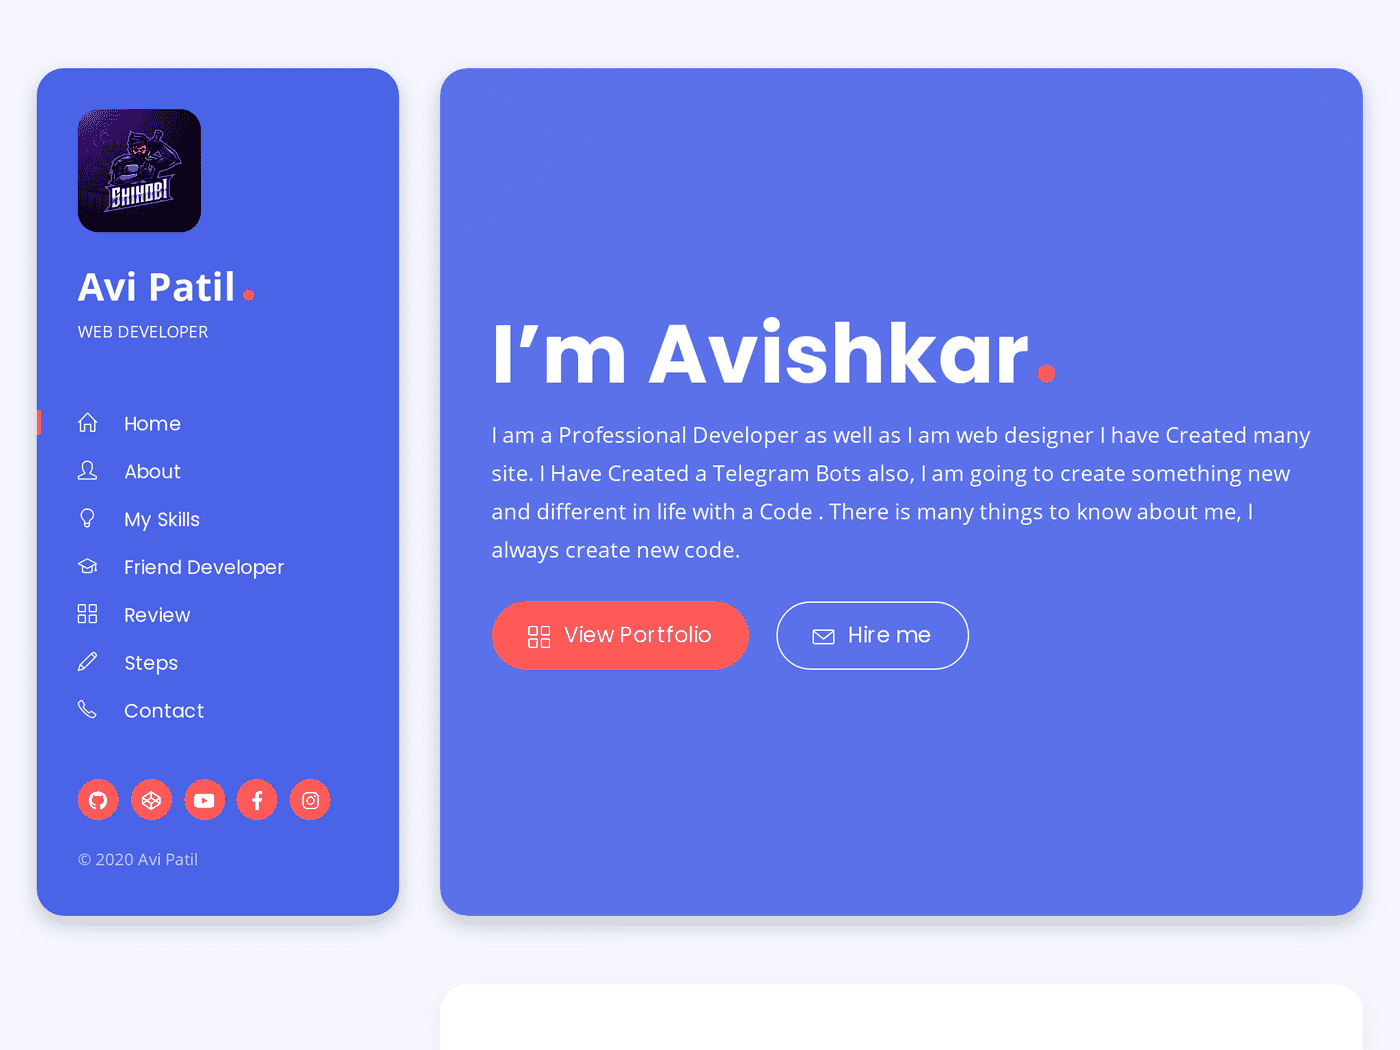 SHIHOBI
Avi Patil.
WEB DEVELOPER
Home
About
My Skills
Friend Developer
Review
Steps
Contact
© 2020 Avi Patil
I’m Avishkar.
I am a Professional Developer as well as I am web designer I have Created many
site. I Have Created a Telegram Bots also, I am going to create something new
and different in life with a Code . There is many things to know about me, I
always create new code.
View Portfolio
Hire me